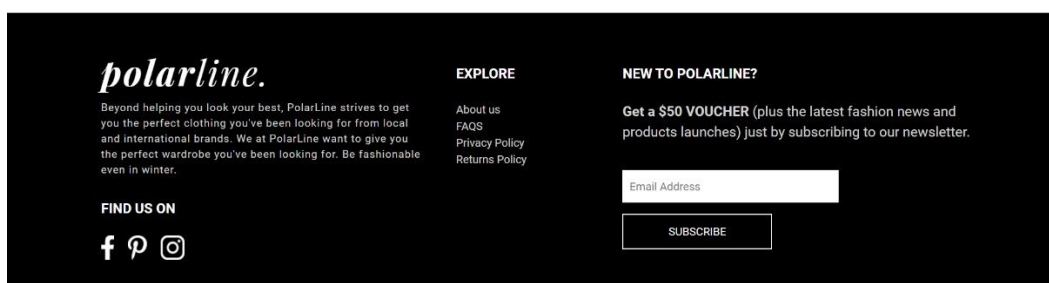 polarline.
Beyond helping you look your best, PolarLine strives to get
you the perfect clothing you've been looking for from local
and international brands. We at PolarLine want to give you
the perfect wardrobe you've been looking for. Be fashionable
even in winter.
FIND US ON
EXPLORE
About us
FAQS
Privacy Policy
Returns Policy
NEW TO POLARLINE?
Get a $50 VOUCHER (plus the latest fashion news and
products launches) just by subscribing to our newsletter.
Email Address
SUBSCRIBE